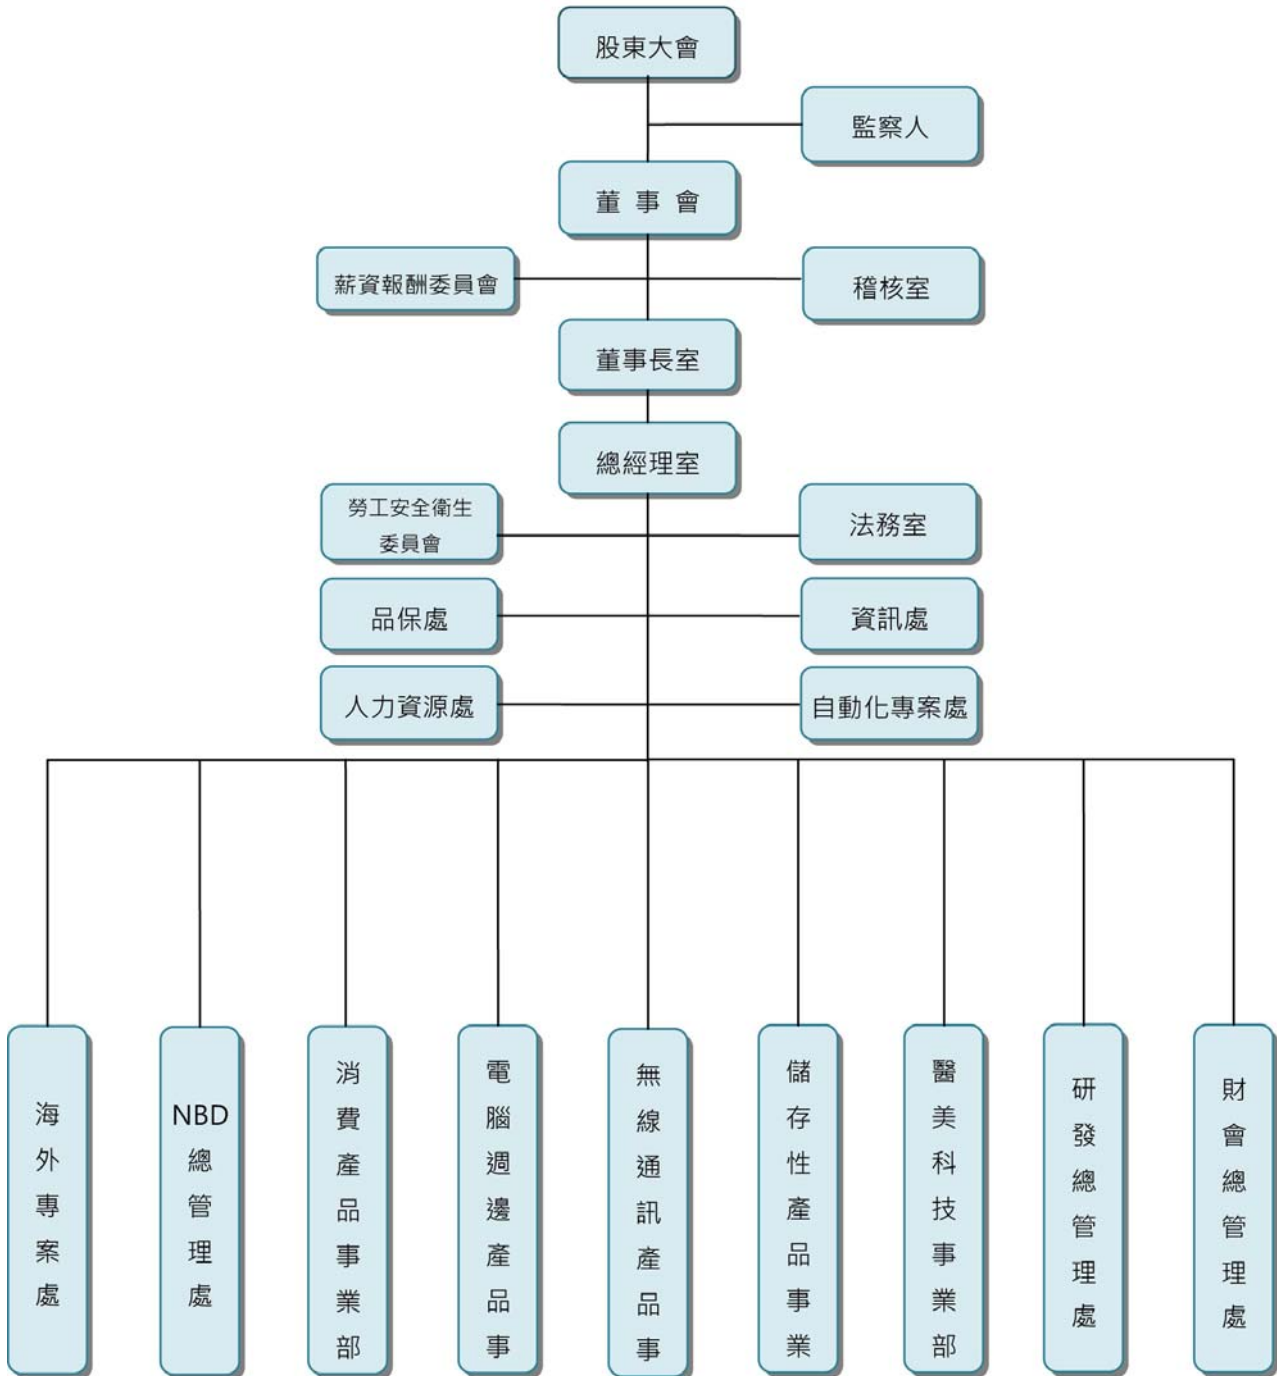 股東大會
監察人
董事會
薪資報酬委員會
稽核室
董事長室
總經理室
勞工安全衛生
委員會
法務室
品保處
資訊處
人力資源處
自動化專案處
海外專案處
NBD
總管理處
消費產品事業部
電腦週邊產品事
無線通訊產品事
儲存性產品事業
醫美科技事業部
研發總管理處
財會總管理處